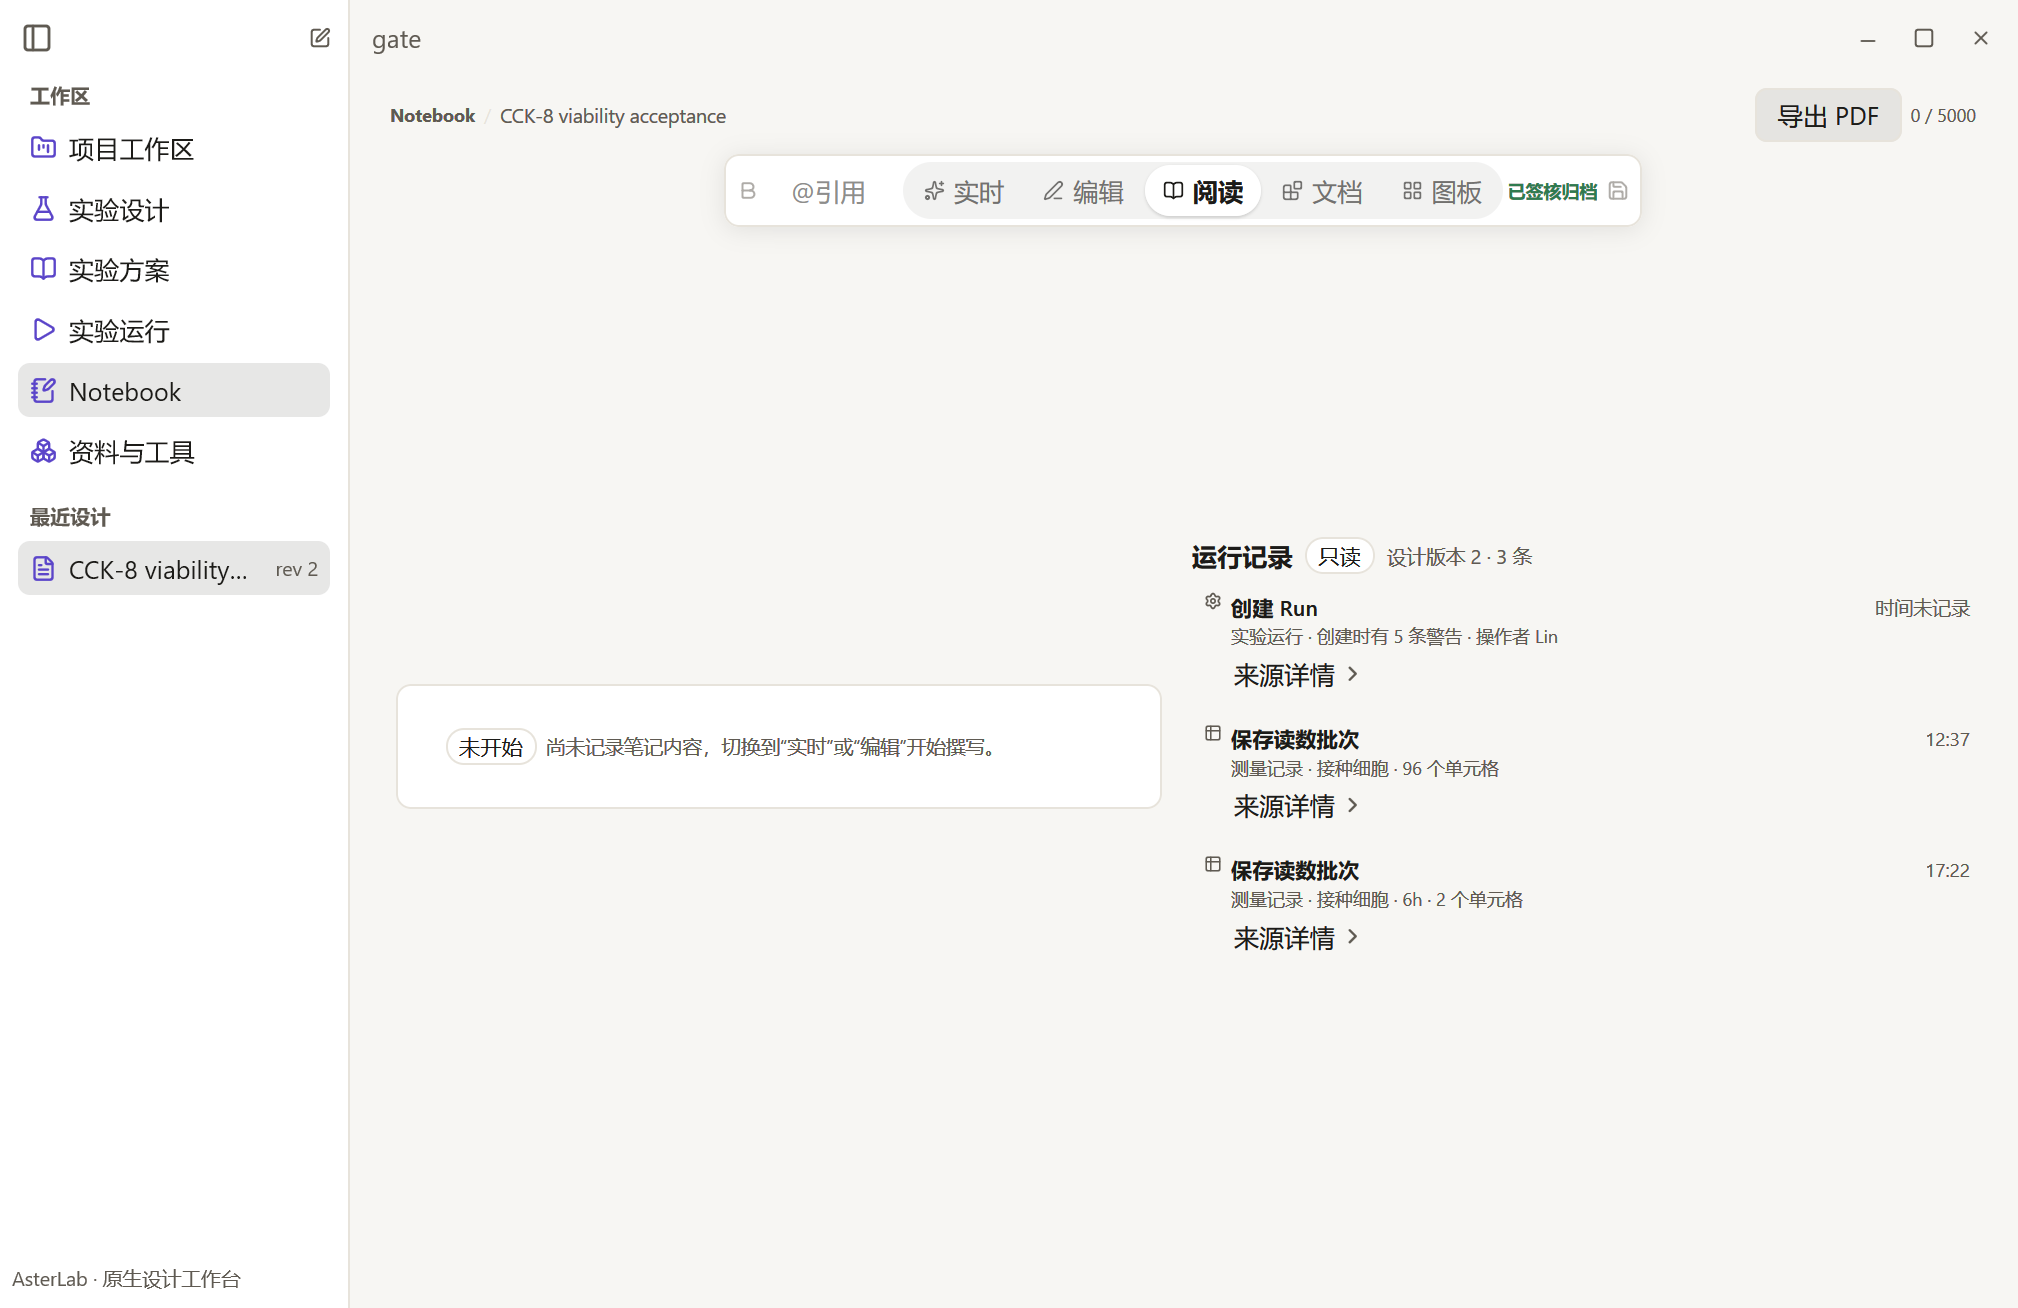 gate
工作区
项目工作区
实验设计
实验方案
实验运行
Notebook
资料与工具
最近设计
CCK-8 viability... rev 2
AsterLab · 原生设计工作台
Notebook / CCK-8 viability acceptance
导出 PDF 0 / 5000
B @引用 实时 编辑 阅读 文档 图板 已签核归档
未开始 尚未记录笔记内容，切换到“实时”或“编辑”开始撰写。
运行记录 只读 设计版本 2 · 3 条
创建 Run 时间未记录
实验运行 · 创建时有 5 条警告 · 操作者 Lin
来源详情
保存读数批次 12:37
测量记录 · 接种细胞 · 96 个单元格
来源详情
保存读数批次 17:22
测量记录 · 接种细胞 · 6h · 2 个单元格
来源详情